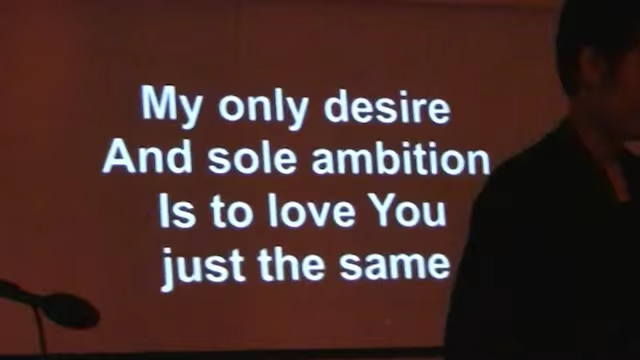 My only desire
And sole ambition
Is to love You
just the same